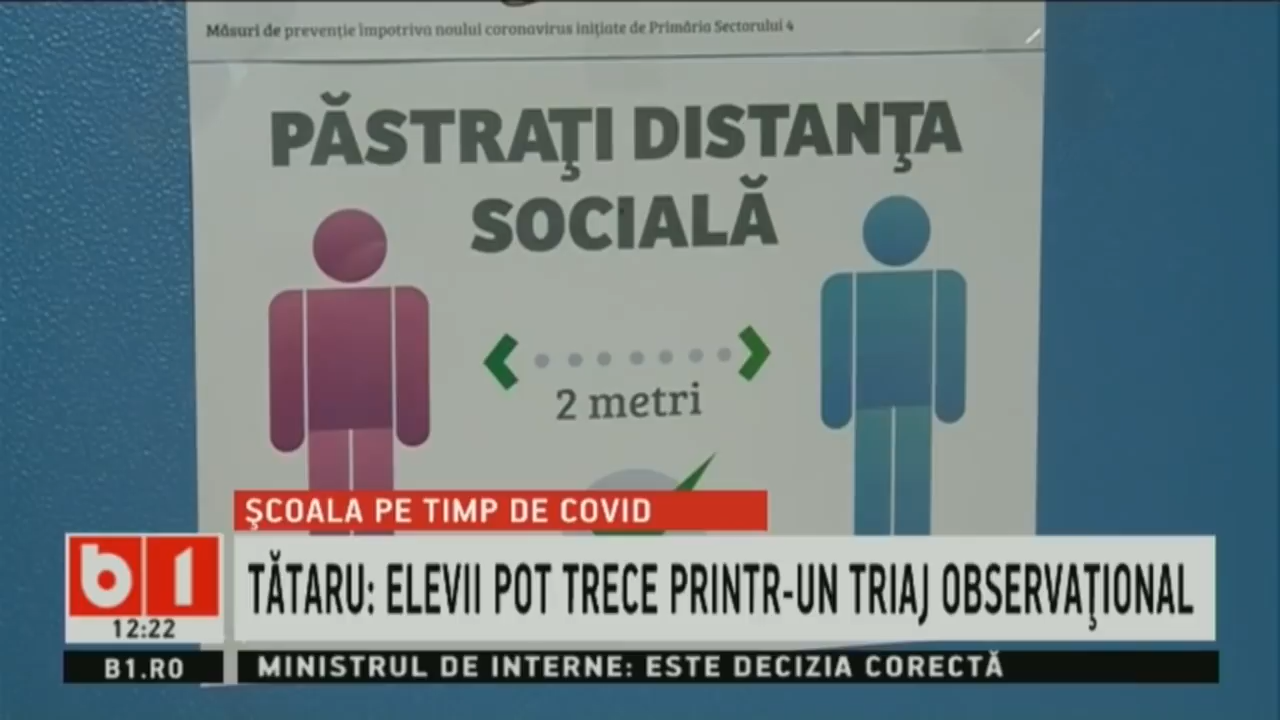 Măsuri de prevenție împotriva noului coronavirus inițiate de Primăria Sectorului 4
PĂSTRAŢI DISTANŢA
SOCIALĂ
2 metri
ŞCOALA PE TIMP DE COVID
b1
TĂTARU: ELEVII POT TRECE PRINTR-UN TRIAJ OBSERVAŢIONAL
12:22
B1.RO
MINISTRUL DE INTERNE: ESTE DECIZIA CORECTĂ